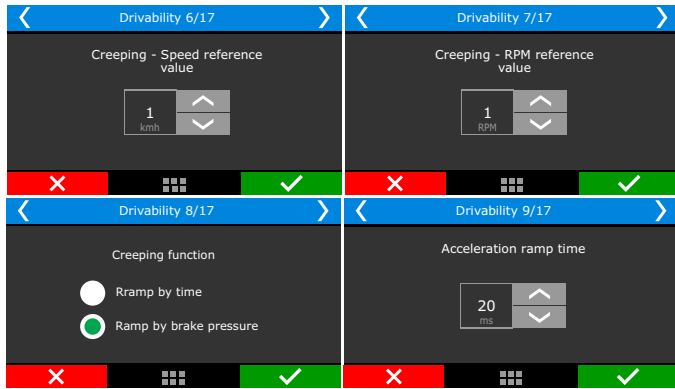 Drivability 6/17
Creeping - Speed reference
value
1
kmh
Drivability 7/17
Creeping - RPM reference
value
1
RPM
Drivability 8/17
Creeping function
Rramp by time
Ramp by brake pressure
Drivability 9/17
Acceleration ramp time
20
ms